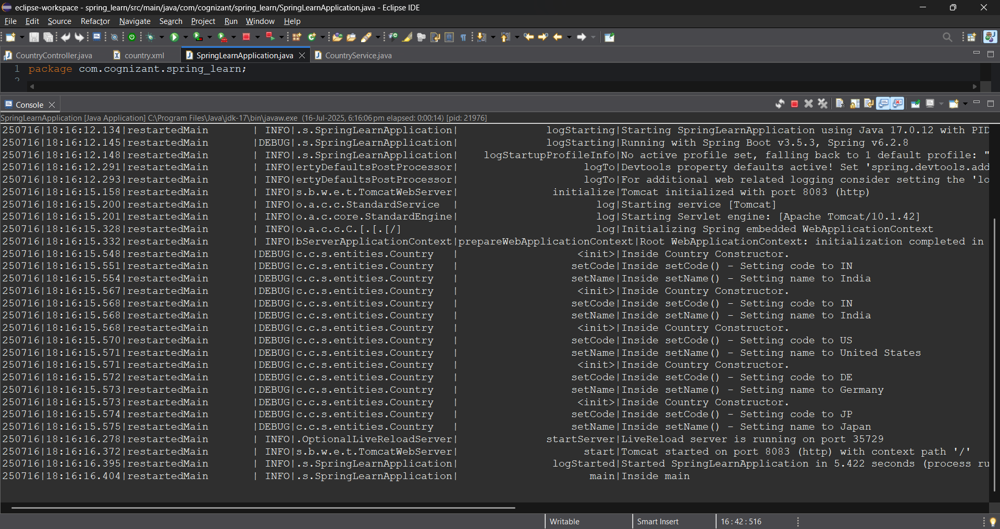 eclipse-workspace - spring_learn/src/main/java/com/cognizant/spring_learn/SpringLearnApplication.java - Eclipse IDE
File Edit Source Refactor Navigate Search Project Run Window Help
CountryController.java country.xml SpringLearnApplication.java CountryService.java
1 package com.cognizant.spring_learn;
2
Console
SpringLearnApplication [Java Application] C:\Program Files\Java\jdk-17\bin\javaw.exe (16-Jul-2025, 6:16:06 pm elapsed: 0:00:14) [pid: 21976]
250716|18:16:12.134|restartedMain | INFO|.s.SpringLearnApplication| logStarting|Starting SpringLearnApplication using Java 17.0.12 with PID
250716|18:16:12.145|restartedMain |DEBUG|.s.SpringLearnApplication| logStarting|Running with Spring Boot v3.5.3, Spring v6.2.8
250716|18:16:12.148|restartedMain | INFO|.s.SpringLearnApplication| logStartupProfileInfo|No active profile set, falling back to 1 default profile: "
250716|18:16:12.291|restartedMain | INFO|ertyDefaultsPostProcessor| logTo|Devtools property defaults active! Set 'spring.devtools.add
250716|18:16:12.293|restartedMain | INFO|ertyDefaultsPostProcessor| logTo|For additional web related logging consider setting the 'lo
250716|18:16:15.158|restartedMain | INFO|s.b.w.e.t.TomcatWebServer| initialize|Tomcat initialized with port 8083 (http)
250716|18:16:15.200|restartedMain | INFO|o.a.c.c.StandardService | log|Starting service [Tomcat]
250716|18:16:15.201|restartedMain | INFO|o.a.c.core.StandardEngine| log|Starting Servlet engine: [Apache Tomcat/10.1.42]
250716|18:16:15.328|restartedMain | INFO|o.a.c.c.C.[.[.[/] | log|Initializing Spring embedded WebApplicationContext
250716|18:16:15.332|restartedMain | INFO|bServerApplicationContext|prepareWebApplicationContext|Root WebApplicationContext: initialization completed in
250716|18:16:15.548|restartedMain |DEBUG|c.c.s.entities.Country | <init>|Inside Country Constructor.
250716|18:16:15.551|restartedMain |DEBUG|c.c.s.entities.Country | setCode|Inside setCode() - Setting code to IN
250716|18:16:15.554|restartedMain |DEBUG|c.c.s.entities.Country | setName|Inside setName() - Setting name to India
250716|18:16:15.567|restartedMain |DEBUG|c.c.s.entities.Country | <init>|Inside Country Constructor.
250716|18:16:15.568|restartedMain |DEBUG|c.c.s.entities.Country | setCode|Inside setCode() - Setting code to IN
250716|18:16:15.568|restartedMain |DEBUG|c.c.s.entities.Country | setName|Inside setName() - Setting name to India
250716|18:16:15.568|restartedMain |DEBUG|c.c.s.entities.Country | <init>|Inside Country Constructor.
250716|18:16:15.570|restartedMain |DEBUG|c.c.s.entities.Country | setCode|Inside setCode() - Setting code to US
250716|18:16:15.571|restartedMain |DEBUG|c.c.s.entities.Country | setName|Inside setName() - Setting name to United States
250716|18:16:15.571|restartedMain |DEBUG|c.c.s.entities.Country | <init>|Inside Country Constructor.
250716|18:16:15.572|restartedMain |DEBUG|c.c.s.entities.Country | setCode|Inside setCode() - Setting code to DE
250716|18:16:15.573|restartedMain |DEBUG|c.c.s.entities.Country | setName|Inside setName() - Setting name to Germany
250716|18:16:15.573|restartedMain |DEBUG|c.c.s.entities.Country | <init>|Inside Country Constructor.
250716|18:16:15.574|restartedMain |DEBUG|c.c.s.entities.Country | setCode|Inside setCode() - Setting code to JP
250716|18:16:15.575|restartedMain |DEBUG|c.c.s.entities.Country | setName|Inside setName() - Setting name to Japan
250716|18:16:16.278|restartedMain | INFO|.OptionalLiveReloadServer| startServer|LiveReload server is running on port 35729
250716|18:16:16.372|restartedMain | INFO|s.b.w.e.t.TomcatWebServer| start|Tomcat started on port 8083 (http) with context path '/'
250716|18:16:16.395|restartedMain | INFO|.s.SpringLearnApplication| logStarted|Started SpringLearnApplication in 5.422 seconds (process ru
250716|18:16:16.404|restartedMain | INFO|.s.SpringLearnApplication| main|Inside main
Writable Smart Insert 16 : 42 : 516